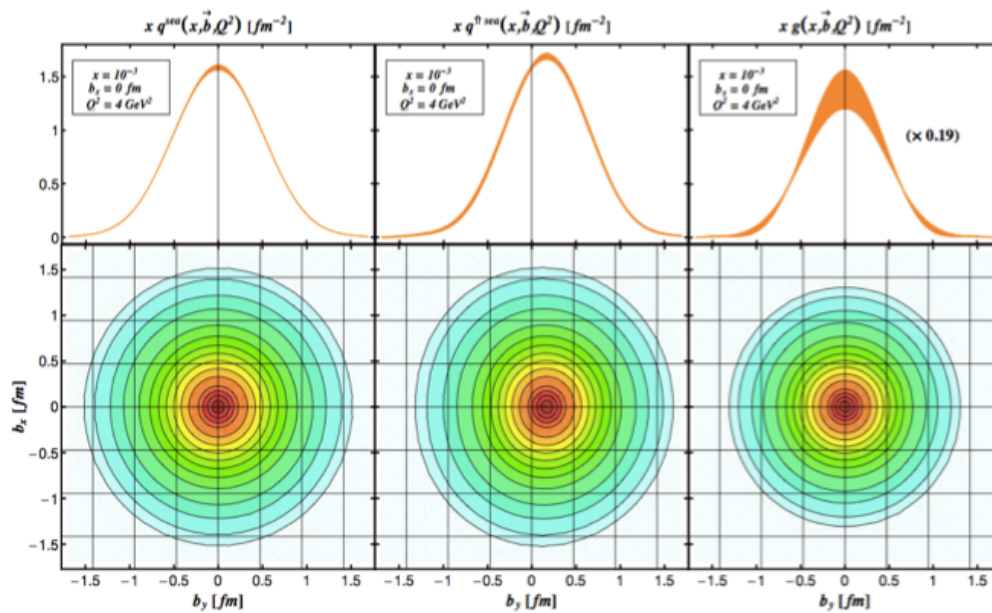 x q^sea(x,b⃗,Q²) [fm⁻²]
x q^⇑ sea(x,b⃗,Q²) [fm⁻²]
x g(x,b⃗,Q²) [fm⁻²]
x = 10⁻³
bₓ = 0 fm
Q² = 4 GeV²
x = 10⁻³
bₓ = 0 fm
Q² = 4 GeV²
x = 10⁻³
bₓ = 0 fm
Q² = 4 GeV²
(× 0.19)
1.5
1
0.5
0
1.5
1
0.5
0
-0.5
-1
-1.5
bₓ [fm]
-1.5 -1 -0.5 0 0.5 1 1.5
-1.5 -1 -0.5 0 0.5 1 1.5
-1.5 -1 -0.5 0 0.5 1 1.5
b_y [fm]
b_y [fm]
b_y [fm]